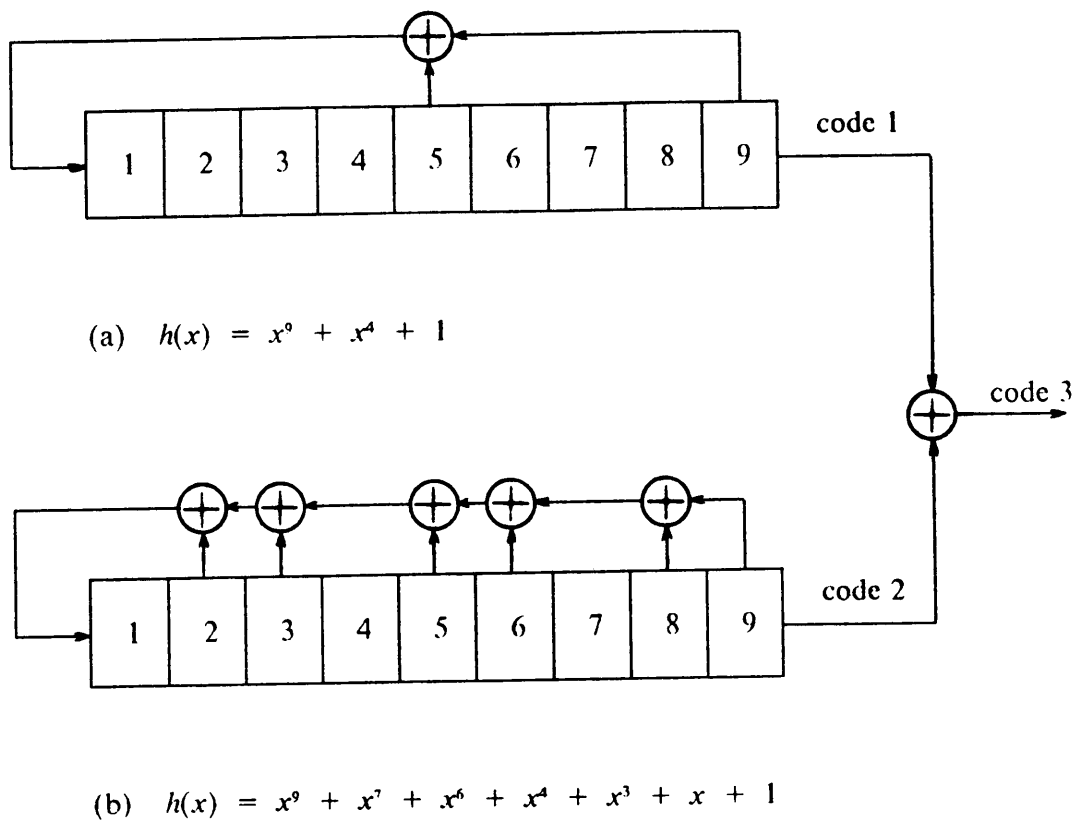 1 2 3 4 5 6 7 8 9
code 1
(a) h(x) = x⁹ + x⁴ + 1
code 3
1 2 3 4 5 6 7 8 9
code 2
(b) h(x) = x⁹ + x⁷ + x⁶ + x⁴ + x³ + x + 1